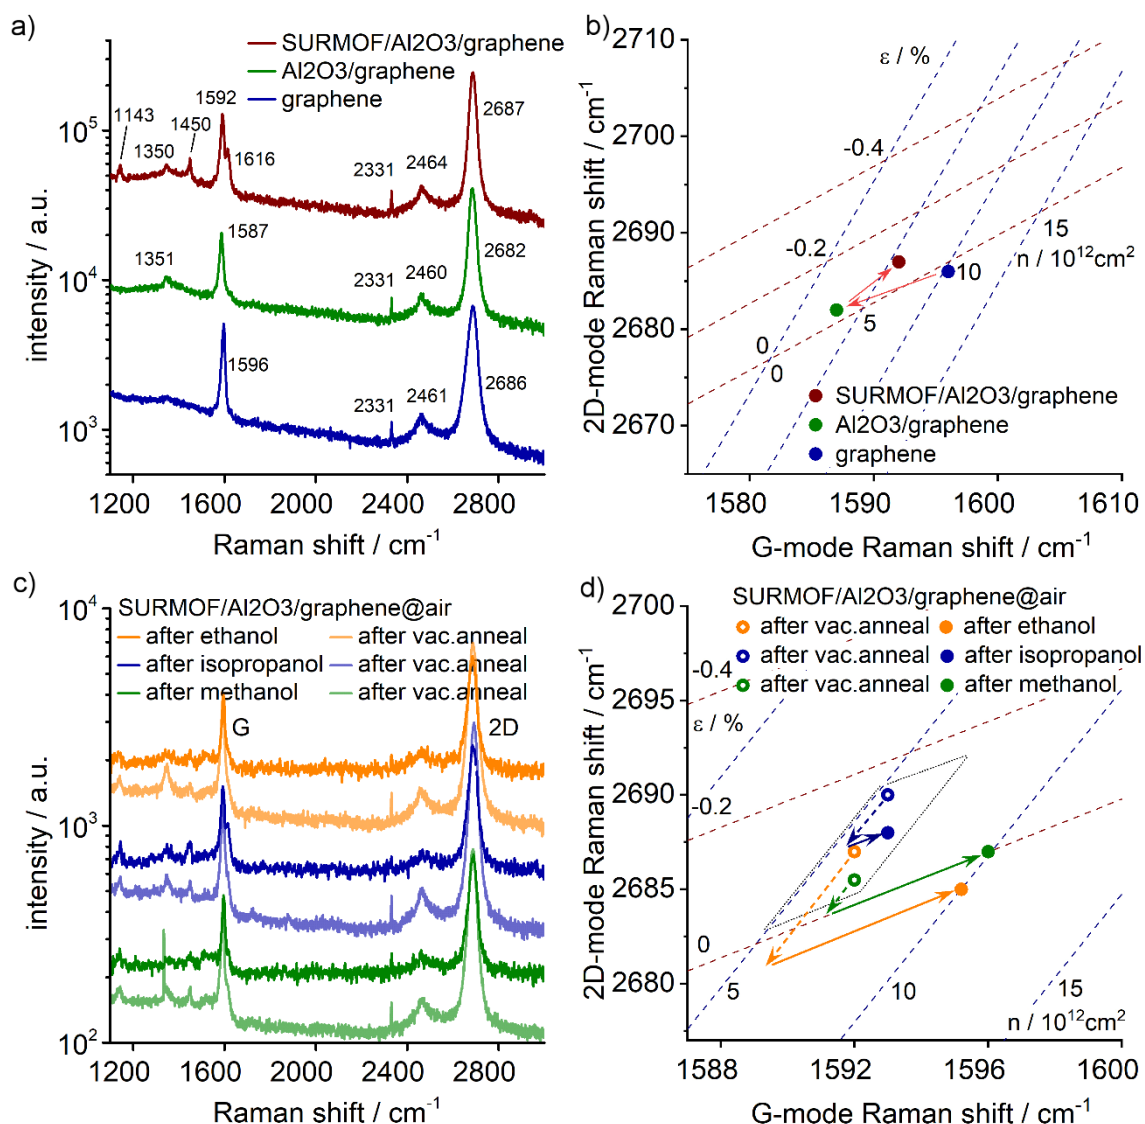 a)
SURMOF/Al2O3/graphene
Al2O3/graphene
graphene
1143
1350
1450
1592
1616
2331
2464
2687
1351
1587
2331
2460
2682
1596
2331
2461
2686
10⁵
10⁴
10³
intensity / a.u.
1200 1600 2000 2400 2800
Raman shift / cm⁻¹
b)
2710
2700
2690
2680
2670
2D-mode Raman shift / cm⁻¹
ε / %
-0.4
-0.2
0
0
5
10
15
n / 10¹²cm²
SURMOF/Al2O3/graphene
Al2O3/graphene
graphene
1580 1590 1600 1610
G-mode Raman shift / cm⁻¹
c)
SURMOF/Al2O3/graphene@air
after ethanol after vac.anneal
after isopropanol after vac.anneal
after methanol after vac.anneal
G
2D
10⁴
10³
10²
intensity / a.u.
1200 1600 2000 2400 2800
Raman shift / cm⁻¹
d)
SURMOF/Al2O3/graphene@air
after vac.anneal after ethanol
after vac.anneal after isopropanol
after vac.anneal after methanol
2700
2695
2690
2685
2680
2D-mode Raman shift / cm⁻¹
-0.4
ε / %
-0.2
0
5
10
15
n / 10¹²cm²
1588 1592 1596 1600
G-mode Raman shift / cm⁻¹